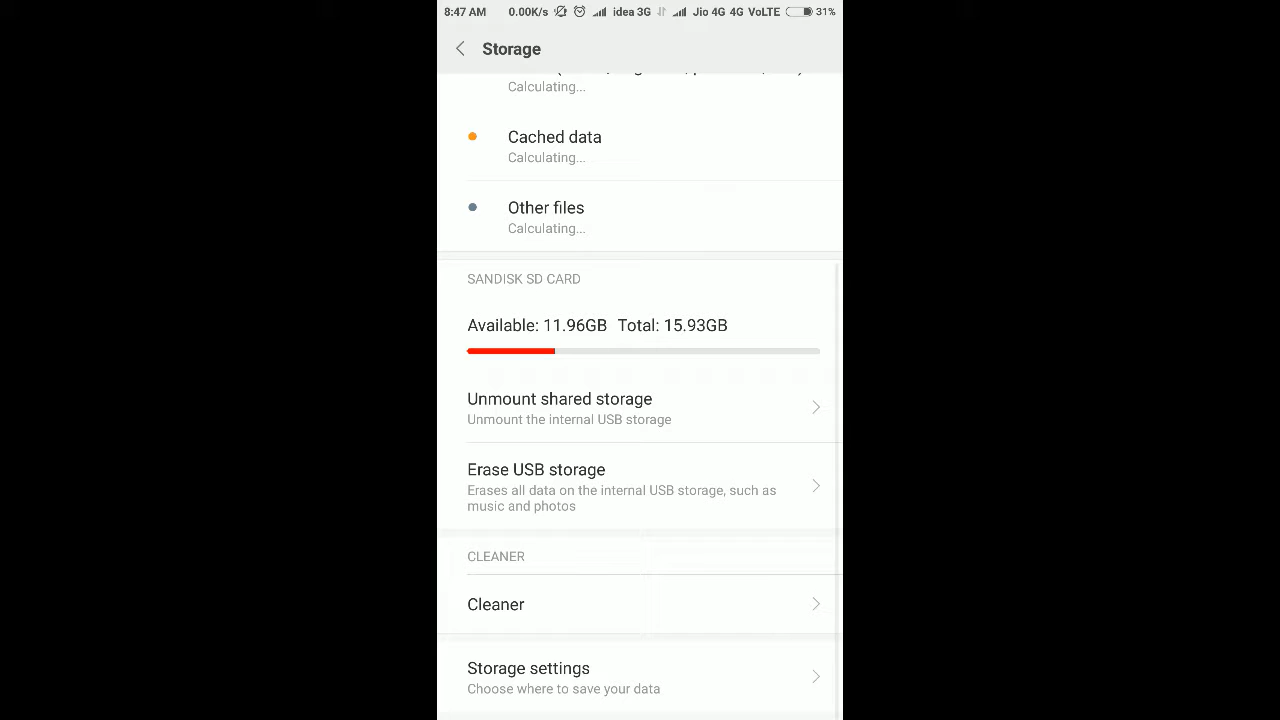 8:47 AM 0.00K/s idea 3G Jio 4G 4G VoLTE 31%
Storage
Calculating...
Cached data
Calculating...
Other files
Calculating...
SANDISK SD CARD
Available: 11.96GB Total: 15.93GB
Unmount shared storage
Unmount the internal USB storage
Erase USB storage
Erases all data on the internal USB storage, such as
music and photos
CLEANER
Cleaner
Storage settings
Choose where to save your data